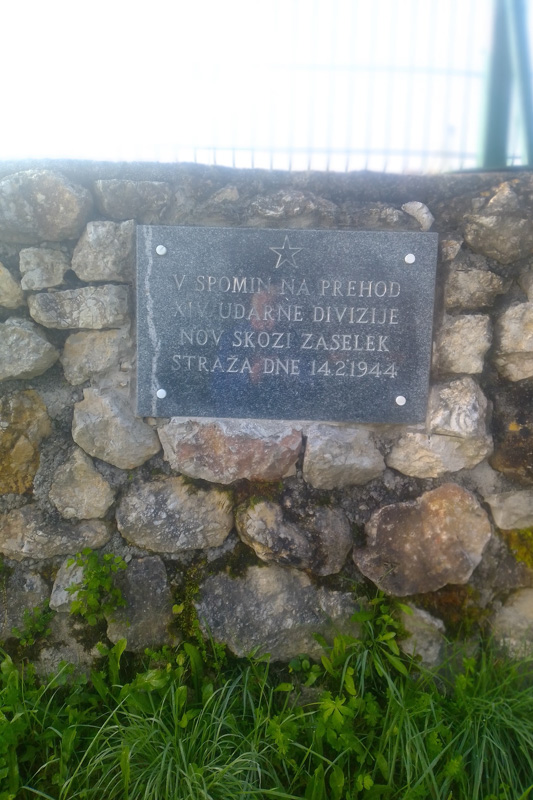 V SPOMIN NA PREHOD
XIV. UDARNE DIVIZIJE
NOV SKOZI ZASELEK
STRAŽA DNE 14.2.1944